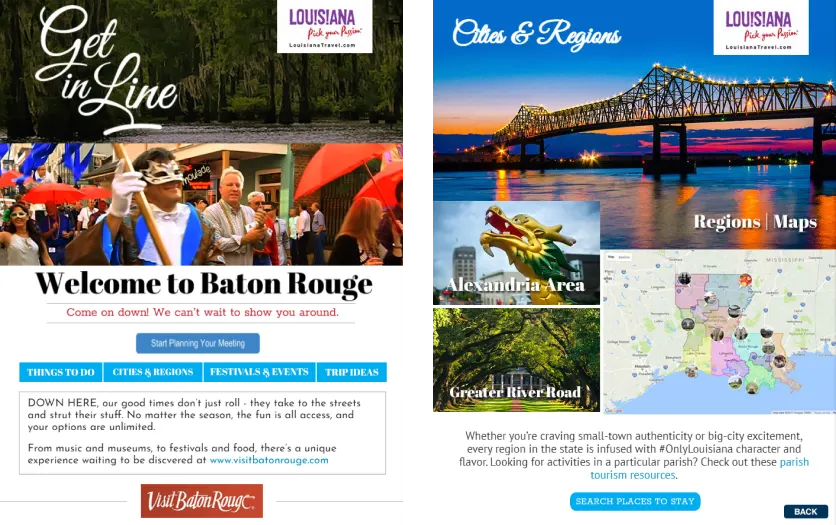 Get
in Line
LOUISIANA
Pick your Passion
LouisianaTravel.com
Welcome to Baton Rouge
Come on down! We can't wait to show you around.
Start Planning Your Meeting
THINGS TO DO
CITIES & REGIONS
FESTIVALS & EVENTS
TRIP IDEAS
DOWN HERE, our good times don't just roll - they take to the streets
and strut their stuff. No matter the season, the fun is all access, and
your options are unlimited.
From music and museums, to festivals and food, there's a unique
experience waiting to be discvered at www.visitbatonrouge.com
Visit Baton Rouge
Cities & Regions
LOUISIANA
Pick your Passion
LouisianaTravel.com
Regions | Maps
Alexandria Area
Greater River Road
MISSISSIPPI
Google
Whether you're craving small-town authenticity or big-city excitement,
every region in the state is infused with #OnlyLouisiana character and
flavor. Looking for activities in a particular parish? Check out these parish
tourism resources.
SEARCH PLACES TO STAY
BACK